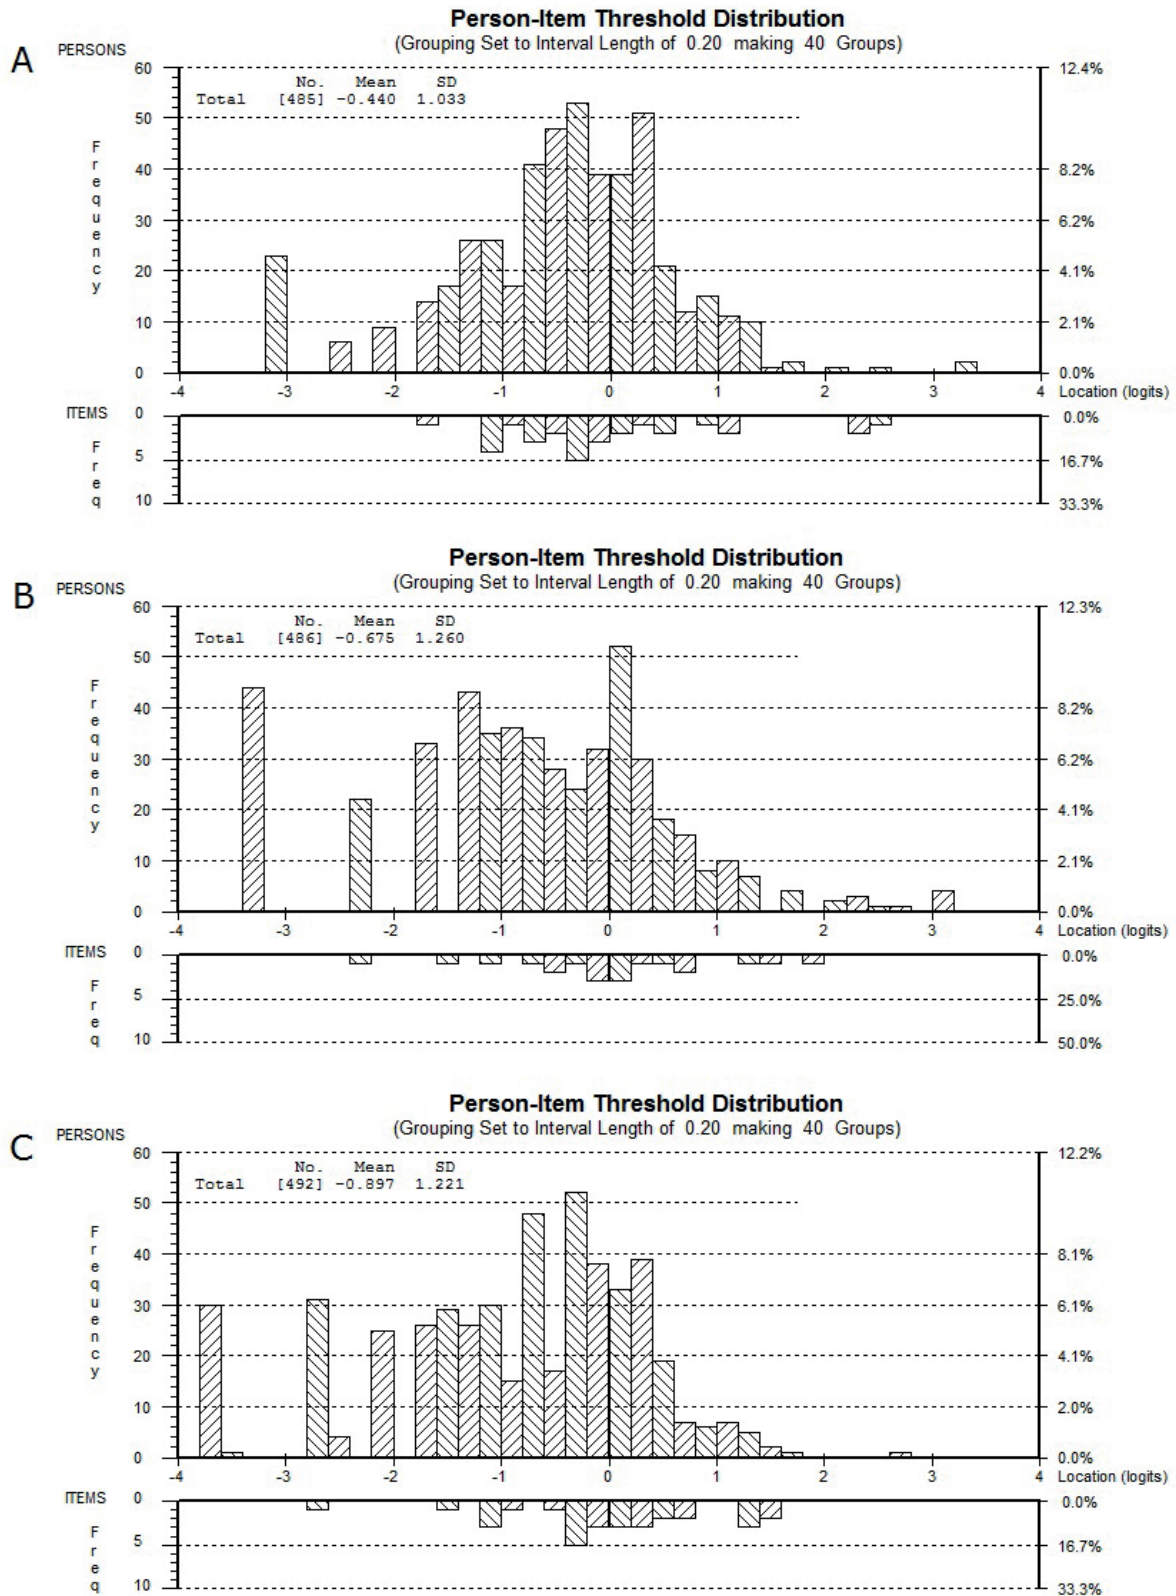 Person-Item Threshold Distribution
(Grouping Set to Interval Length of 0.20 making 40 Groups)
A
PERSONS
60 12.4%
No. Mean SD
Total [485] -0.440 1.033
50
Frequency
40 8.2%
30 6.2%
20 4.1%
10 2.1%
0 0.0%
-4 -3 -2 -1 0 1 2 3 4 Location (logits)
ITEMS 0 0.0%
Freq
5 16.7%
10 33.3%
Person-Item Threshold Distribution
(Grouping Set to Interval Length of 0.20 making 40 Groups)
B
PERSONS
60 12.3%
No. Mean SD
Total [486] -0.675 1.260
50
Frequency
40 8.2%
30 6.2%
20 4.1%
10 2.1%
0 0.0%
-4 -3 -2 -1 0 1 2 3 4 Location (logits)
ITEMS 0 0.0%
Freq
5 25.0%
10 50.0%
Person-Item Threshold Distribution
(Grouping Set to Interval Length of 0.20 making 40 Groups)
C
PERSONS
60 12.2%
No. Mean SD
Total [492] -0.897 1.221
50
Frequency
40 8.1%
30 6.1%
20 4.1%
10 2.0%
0 0.0%
-4 -3 -2 -1 0 1 2 3 4 Location (logits)
ITEMS 0 0.0%
Freq
5 16.7%
10 33.3%